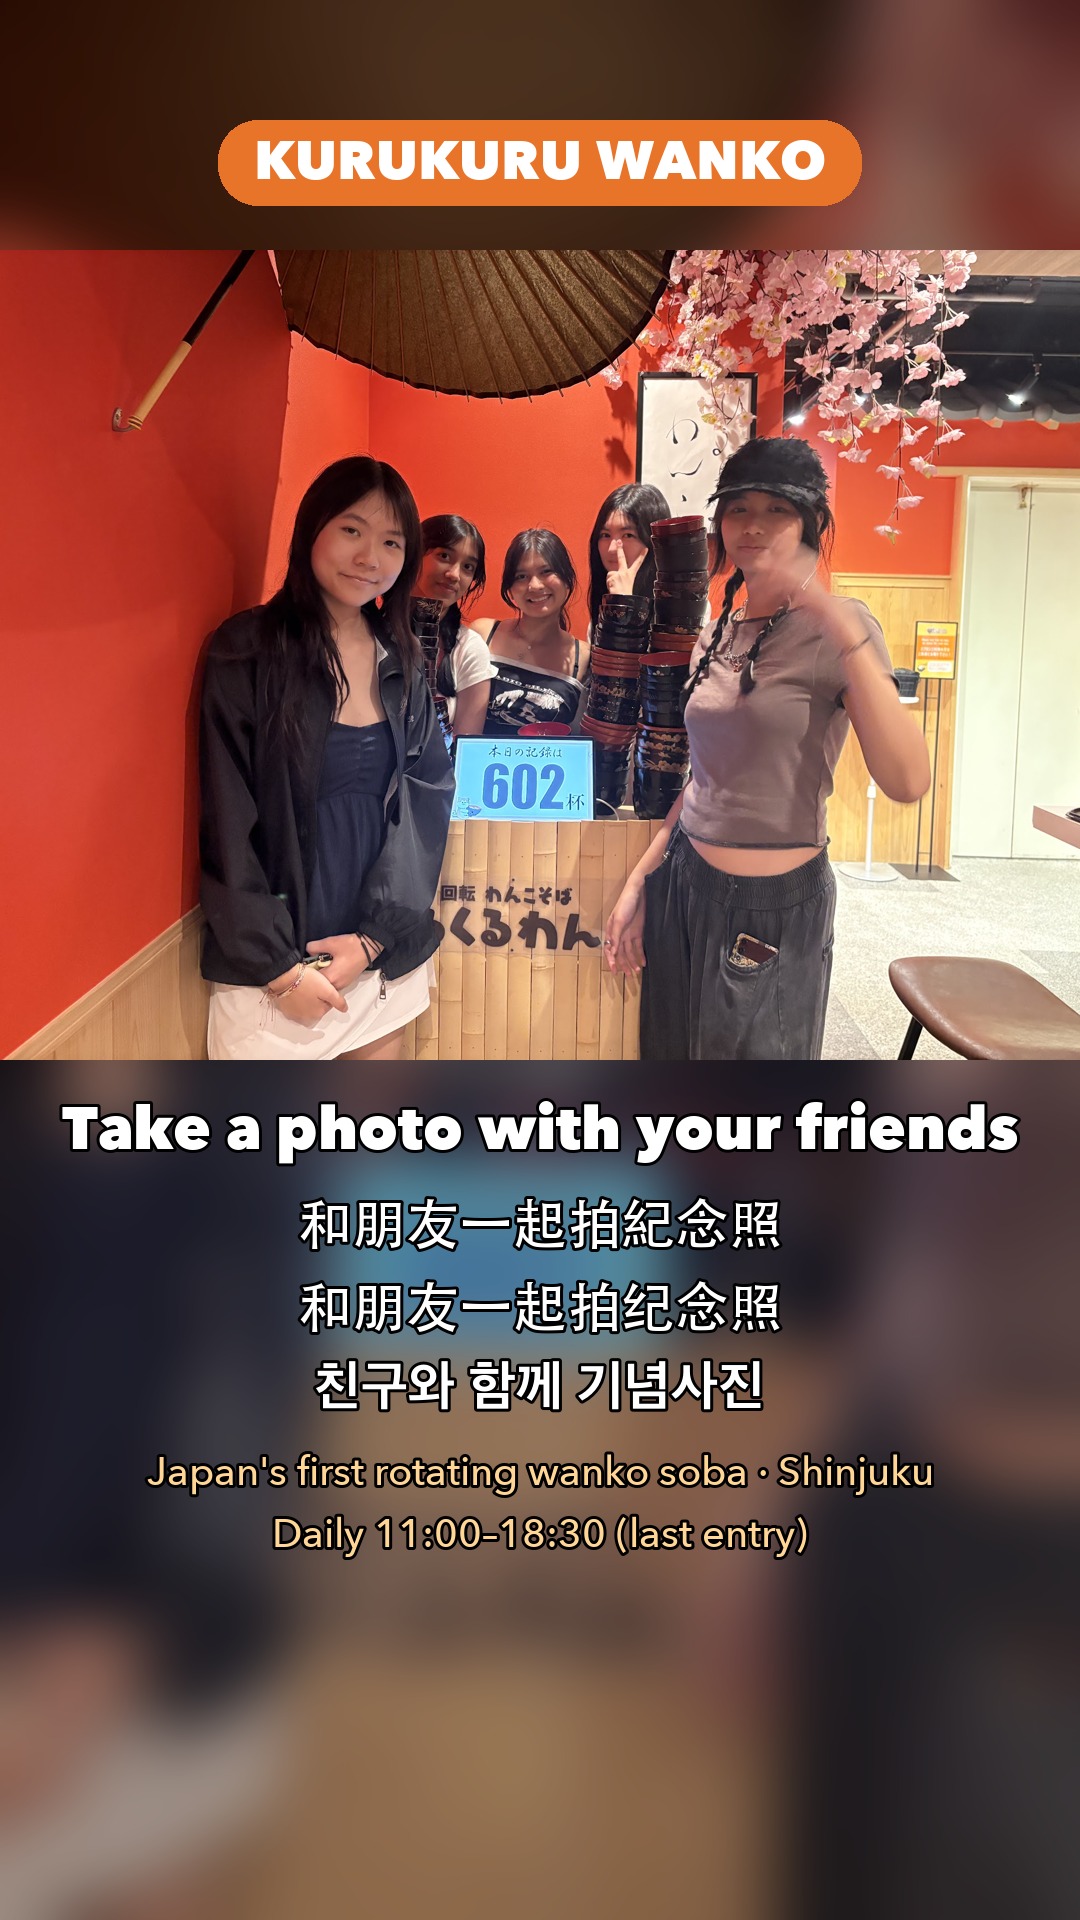 KURUKURU WANKO
わん
本日の記録は
602杯
回転 わんこそば
くるわん
Take a photo with your friends
和朋友一起拍紀念照
和朋友一起拍纪念照
친구와 함께 기념사진
Japan's first rotating wanko soba · Shinjuku
Daily 11:00–18:30 (last entry)